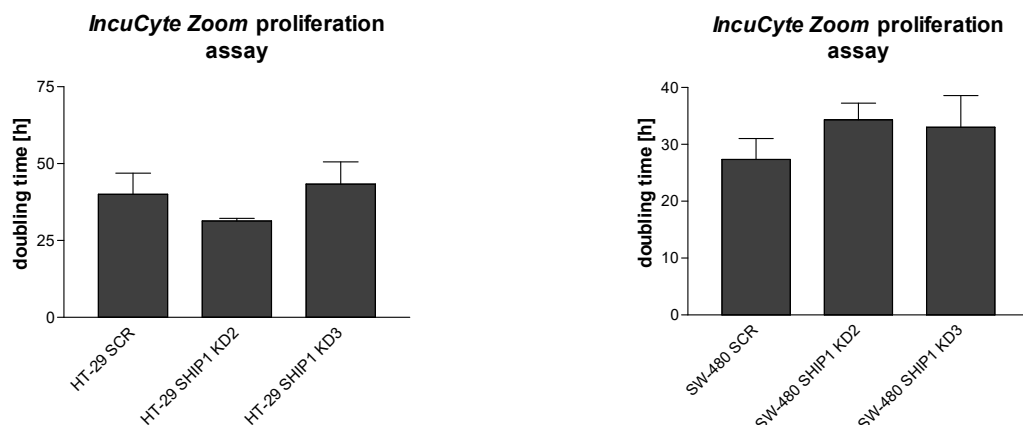 IncuCyte Zoom proliferation
assay
doubling time [h]
75
50
25
0
HT-29 SCR
HT-29 SHIP1 KD2
HT-29 SHIP1 KD3
IncuCyte Zoom proliferation
assay
doubling time [h]
40
30
20
10
0
SW-480 SCR
SW-480 SHIP1 KD2
SW-480 SHIP1 KD3